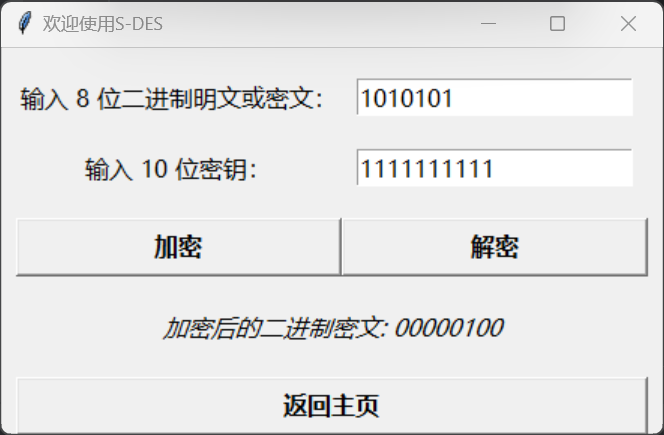 欢迎使用S-DES
输入 8 位二进制明文或密文：
1010101
输入 10 位密钥：
1111111111
加密
解密
加密后的二进制密文: 00000100
返回主页